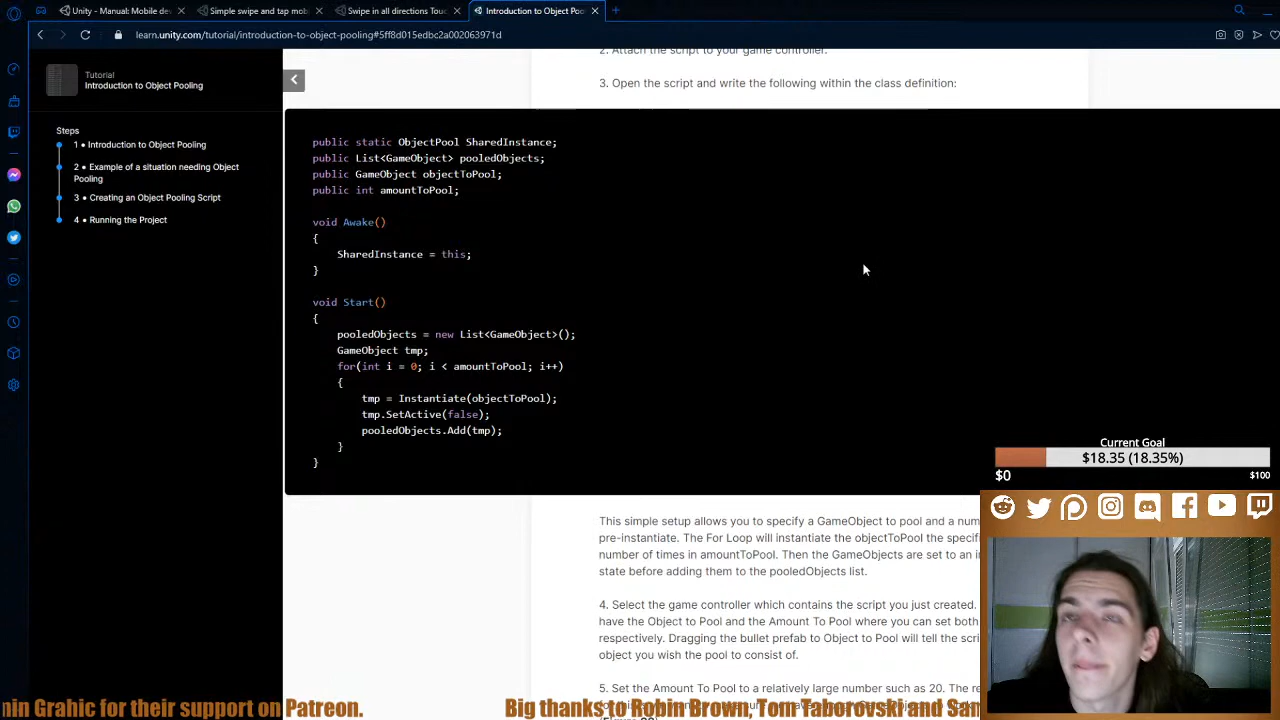 Unity - Manual: Mobile dev
Simple swipe and tap mob
Swipe in all directions Touc
Introduction to Object Poo
learn.unity.com/tutorial/introduction-to-object-pooling#5ff8d015edbc2a002063971d
Tutorial
Introduction to Object Pooling
Steps
1 • Introduction to Object Pooling
2 • Example of a situation needing Object
Pooling
3 • Creating an Object Pooling Script
4 • Running the Project
2. Attach the script to your game controller.
3. Open the script and write the following within the class definition:
public static ObjectPool SharedInstance;
public List<GameObject> pooledObjects;
public GameObject objectToPool;
public int amountToPool;
void Awake()
{
SharedInstance = this;
}
void Start()
{
pooledObjects = new List<GameObject>();
GameObject tmp;
for(int i = 0; i < amountToPool; i++)
{
tmp = Instantiate(objectToPool);
tmp.SetActive(false);
pooledObjects.Add(tmp);
}
}
This simple setup allows you to specify a GameObject to pool and a num
pre-instantiate. The For Loop will instantiate the objectToPool the specif
number of times in amountToPool. Then the GameObjects are set to an i
state before adding them to the pooledObjects list.
4. Select the game controller which contains the script you just created.
have the Object to Pool and the Amount To Pool where you can set both
respectively. Dragging the bullet prefab to Object to Pool will tell the scri
object you wish the pool to consist of.
5. Set the Amount To Pool to a relatively large number such as 20. The re
Current Goal
$18.35 (18.35%)
$0
$100
nin Grahic for their support on Patreon.
Big thanks to Robin Brown, Tom Taborovski and San